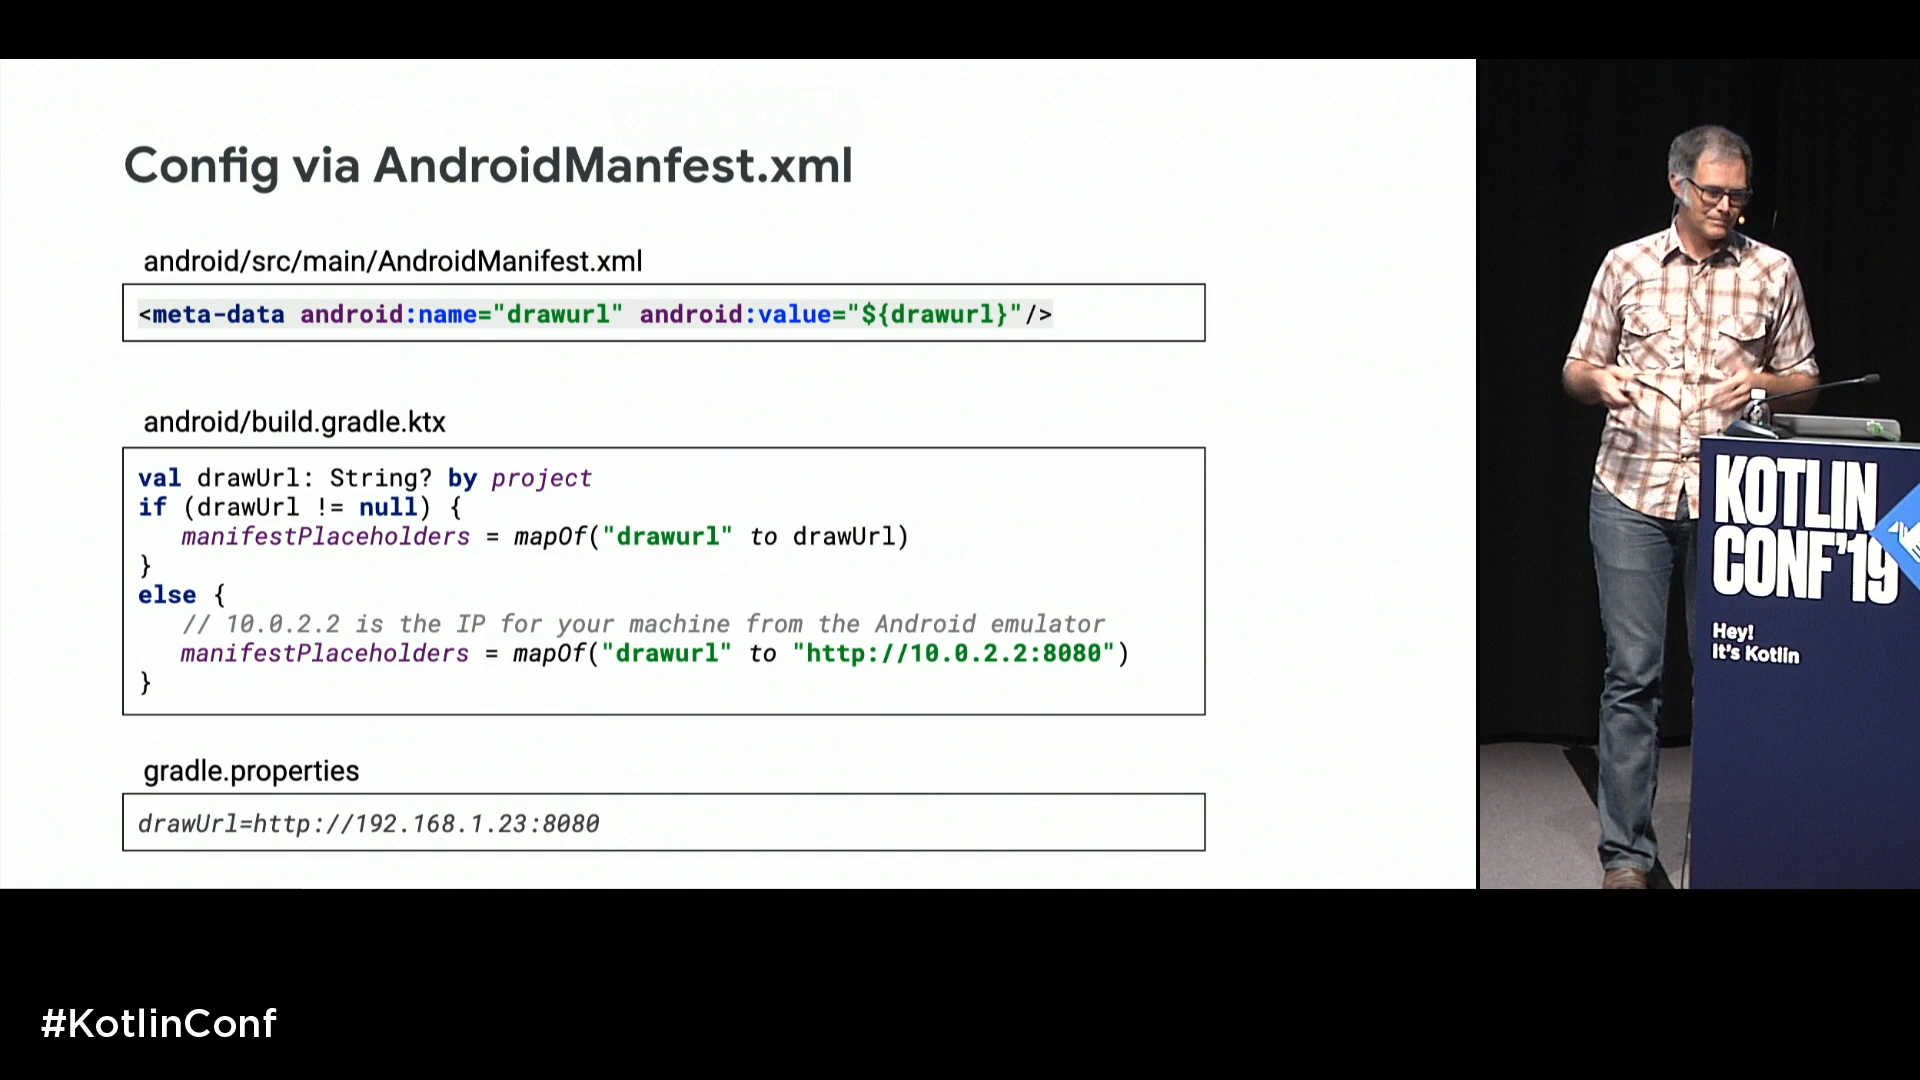 Config via AndroidManfest.xml
android/src/main/AndroidManifest.xml
<meta-data android:name="drawurl" android:value="${drawurl}"/>
android/build.gradle.ktx
val drawUrl: String? by project
if (drawUrl != null) {
manifestPlaceholders = mapOf("drawurl" to drawUrl)
}
else {
// 10.0.2.2 is the IP for your machine from the Android emulator
manifestPlaceholders = mapOf("drawurl" to "http://10.0.2.2:8080")
}
gradle.properties
drawUrl=http://192.168.1.23:8080
KOTLIN
CONF'19
Hey!
It's Kotlin
#KotlinConf